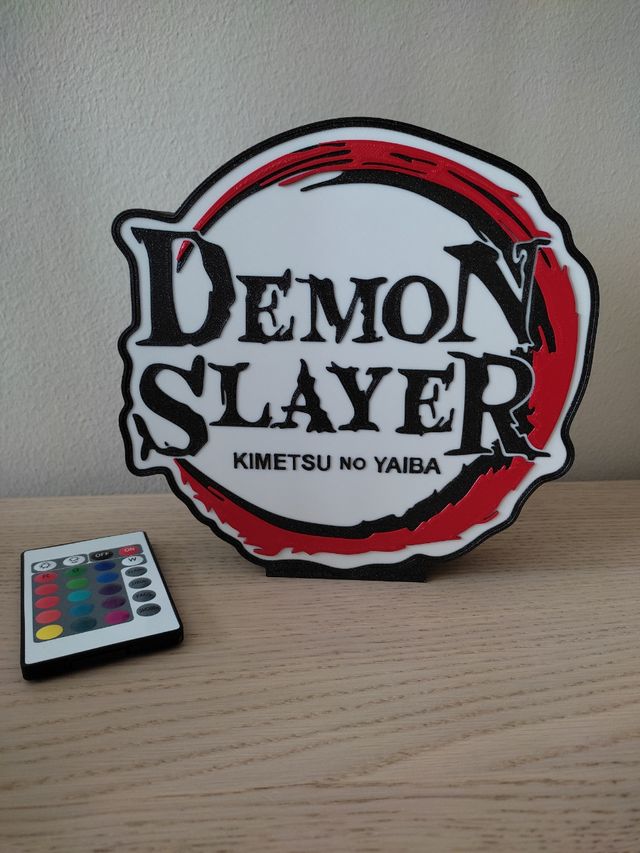 DEMON
SLAYER
KIMETSU NO YAIBA
OFF ON
R G B W